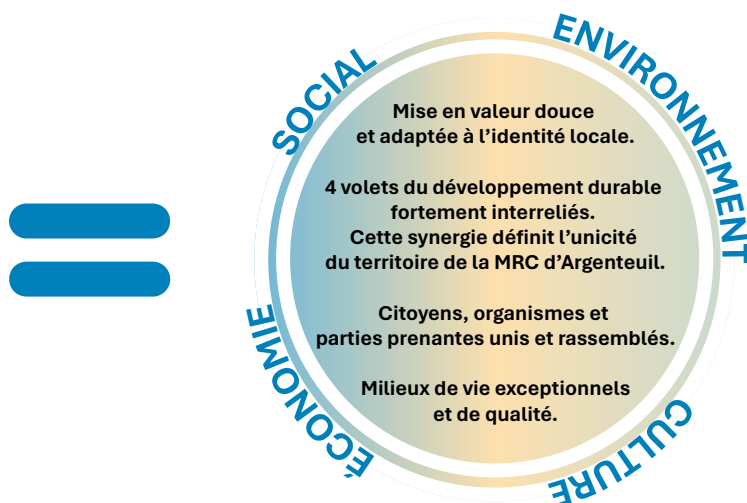 SOCIAL
ENVIRONNEMENT
Mise en valeur douce
et adaptée à l’identité locale.
4 volets du développement durable
fortement interreliés.
Cette synergie définit l’unicité
du territoire de la MRC d’Argenteuil.
Citoyens, organismes et
parties prenantes unis et rassemblés.
Milieux de vie exceptionnels
et de qualité.
ÉCONOMIE
CULTURE